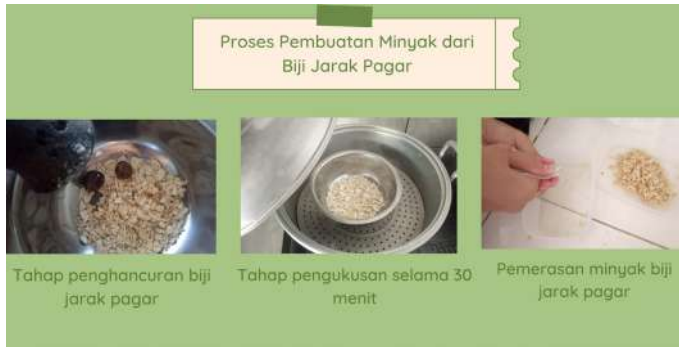 Proses Pembuatan Minyak dari
Biji Jarak Pagar
Tahap penghancuran biji
jarak pagar
Tahap pengukusan selama 30
menit
Pemerasan minyak biji
jarak pagar